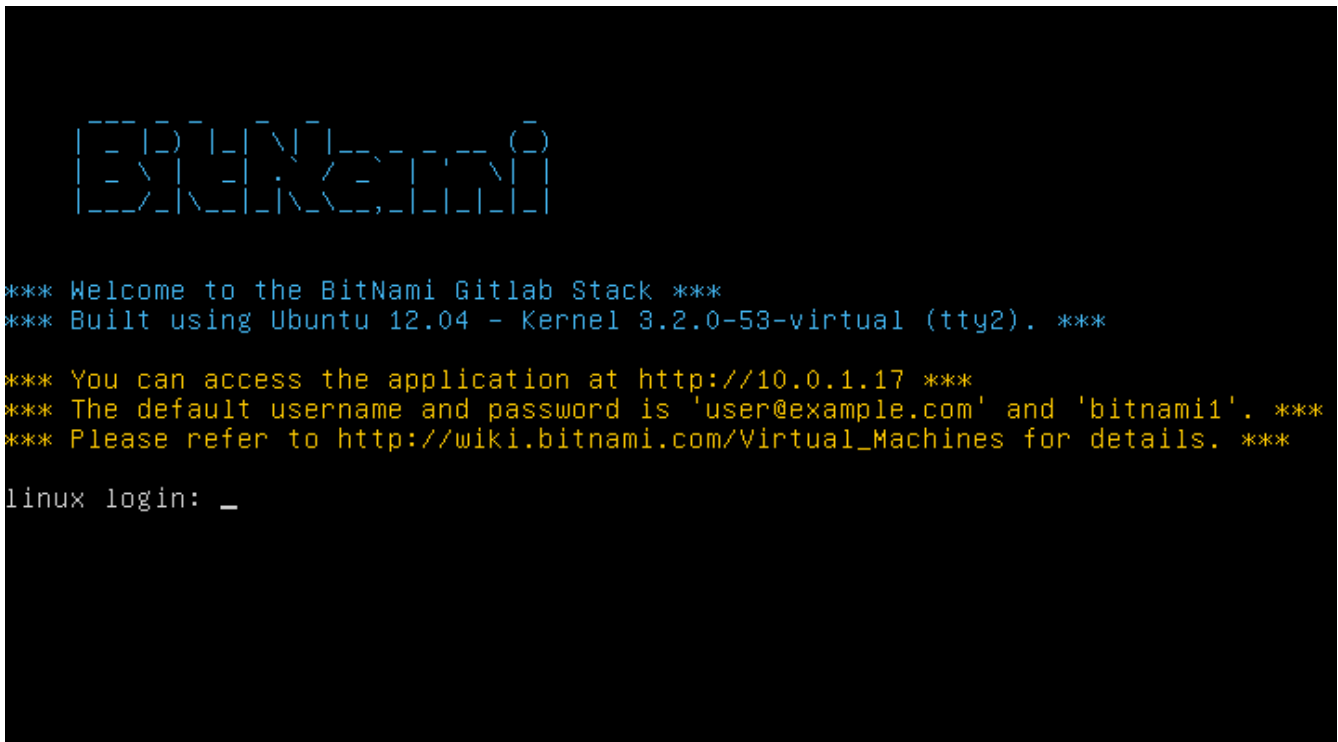 BitNami
*** Welcome to the BitNami Gitlab Stack ***
*** Built using Ubuntu 12.04 - Kernel 3.2.0-53-virtual (tty2). ***
*** You can access the application at http://10.0.1.17 ***
*** The default username and password is 'user@example.com' and 'bitnami1'. ***
*** Please refer to http://wiki.bitnami.com/Virtual_Machines for details. ***
linux login: _